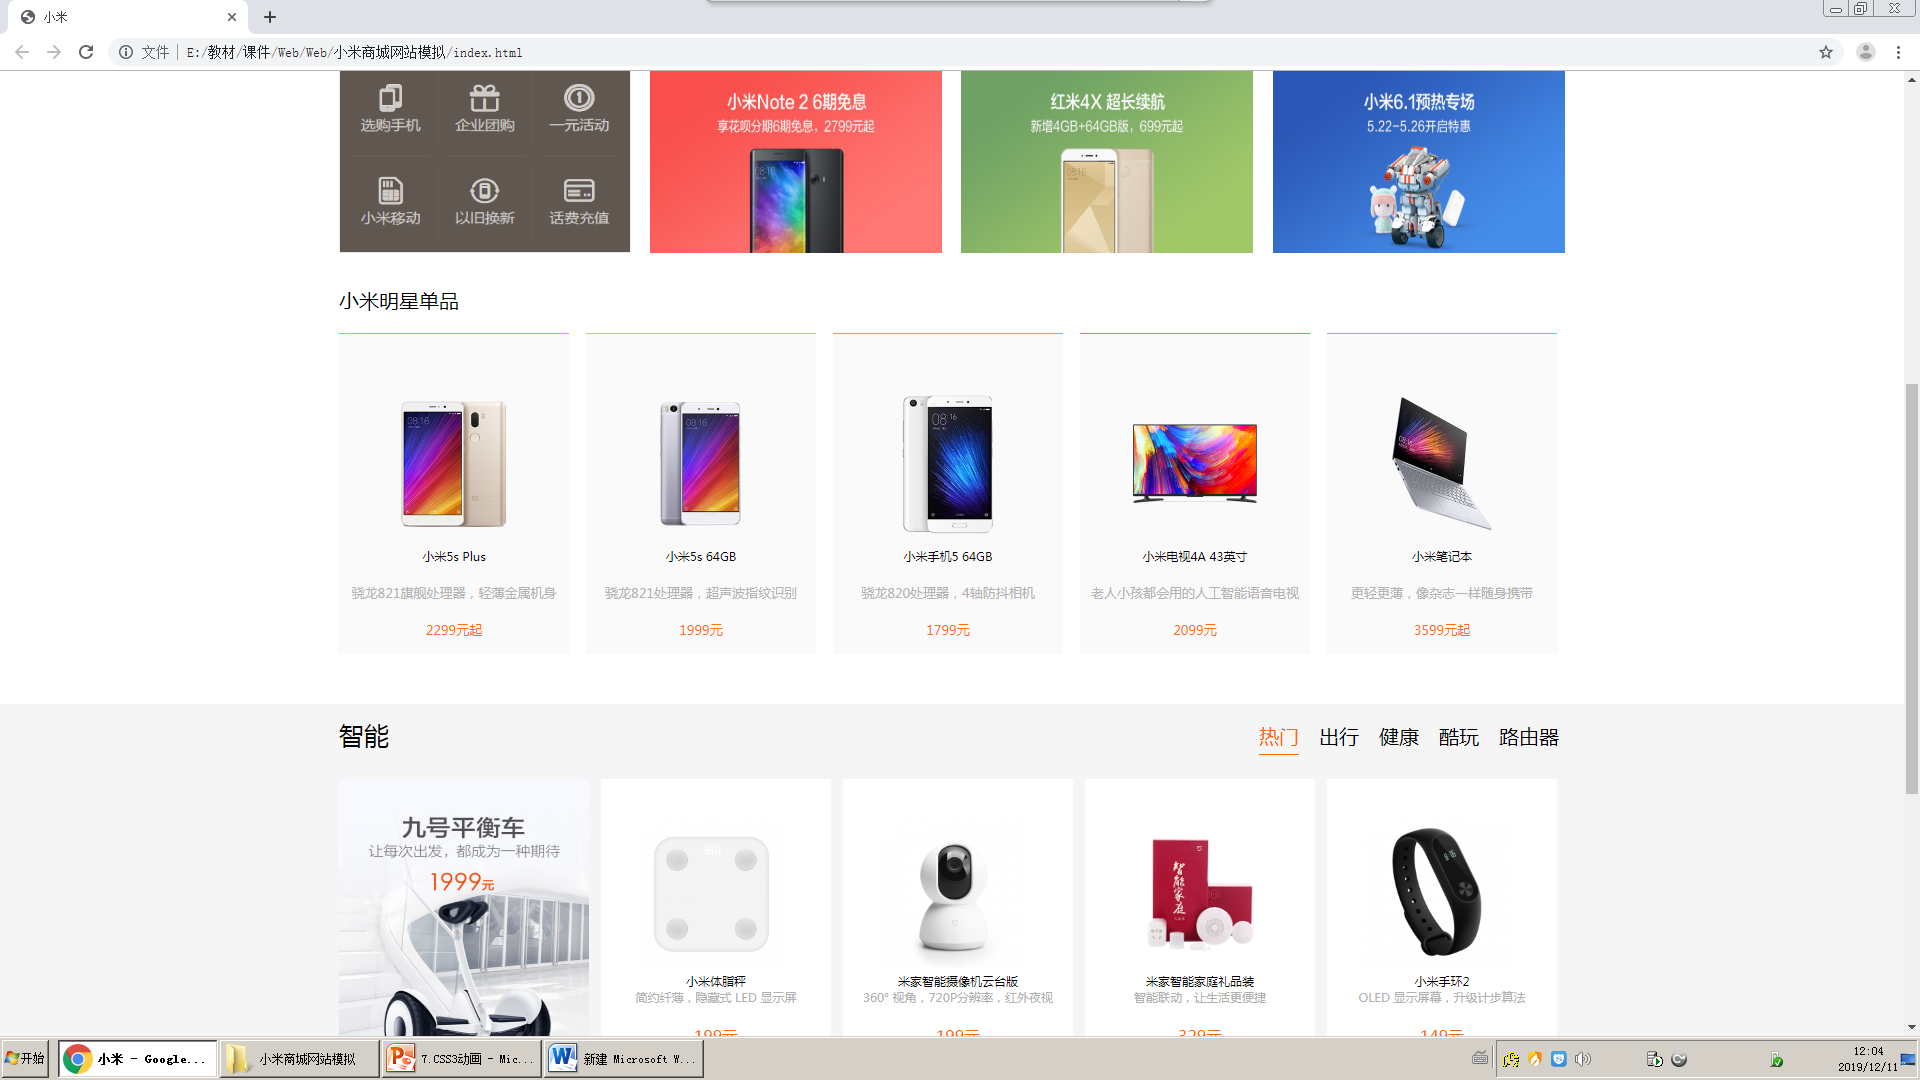 小米
文件
E:/教材/课件/Web/Web/小米商城网站模拟/index.html
选购手机
企业团购
一元活动
小米移动
以旧换新
话费充值
小米Note 2 6期免息
享花呗分期6期免息，2799元起
红米4X 超长续航
新增4GB+64GB版，699元起
小米6.1预热专场
5.22-5.26开启特惠
小米明星单品
小米5s Plus
骁龙821旗舰处理器，轻薄金属机身
2299元起
小米5s 64GB
骁龙821处理器，超声波指纹识别
1999元
小米手机5 64GB
骁龙820处理器，4轴防抖相机
1799元
小米电视4A 43英寸
老人小孩都会用的人工智能语音电视
2099元
小米笔记本
更轻更薄，像杂志一样随身携带
3599元起
智能
热门
出行
健康
酷玩
路由器
九号平衡车
让每次出发，都成为一种期待
1999元
小米体脂秤
简约纤薄，隐藏式 LED 显示屏
199元
米家智能摄像机云台版
360° 视角，720P分辨率，红外夜视
199元
智能家庭
米家智能家庭礼品装
智能联动，让生活更便捷
329元
小米手环2
OLED 显示屏幕，升级计步算法
149元
开始
小米 - Google...
小米商城网站模拟
7.CSS3动画 - Mic...
新建 Microsoft W...
12:04
2019/12/11